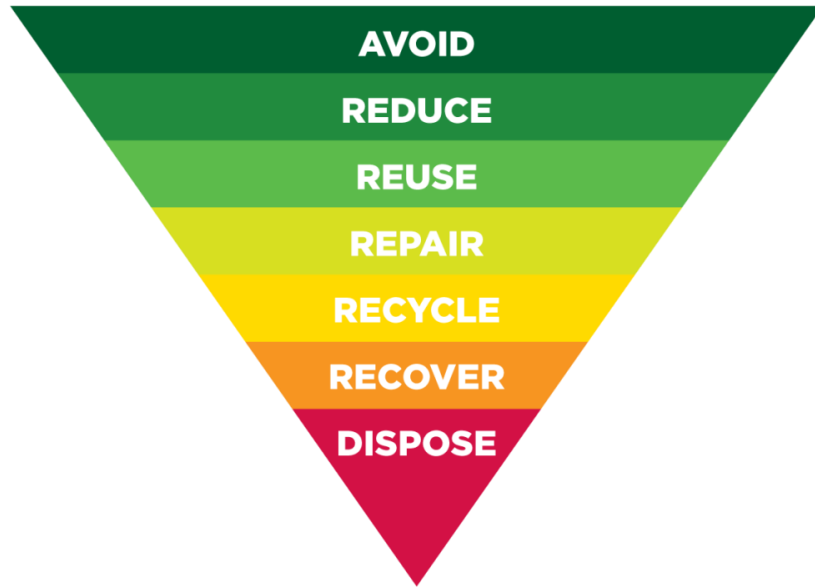 AVOID
REDUCE
REUSE
REPAIR
RECYCLE
RECOVER
DISPOSE